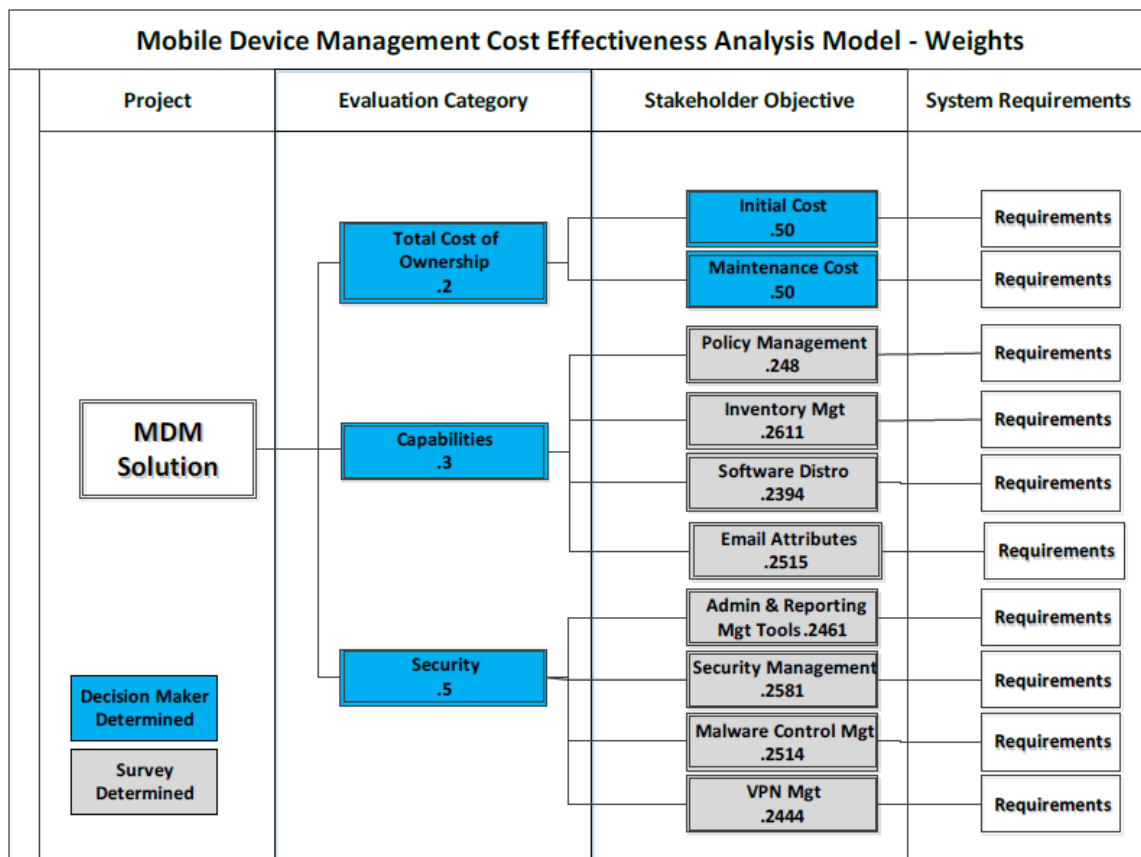 Mobile Device Management Cost Effectiveness Analysis Model - Weights
Project
Evaluation Category
Stakeholder Objective
System Requirements
MDM
Solution
Total Cost of
Ownership
.2
Capabilities
.3
Security
.5
Initial Cost
.50
Maintenance Cost
.50
Policy Management
.248
Inventory Mgt
.2611
Software Distro
.2394
Email Attributes
.2515
Admin & Reporting
Mgt Tools .2461
Security Management
.2581
Malware Control Mgt
.2514
VPN Mgt
.2444
Requirements
Requirements
Requirements
Requirements
Requirements
Requirements
Requirements
Requirements
Requirements
Requirements
Decision Maker
Determined
Survey
Determined